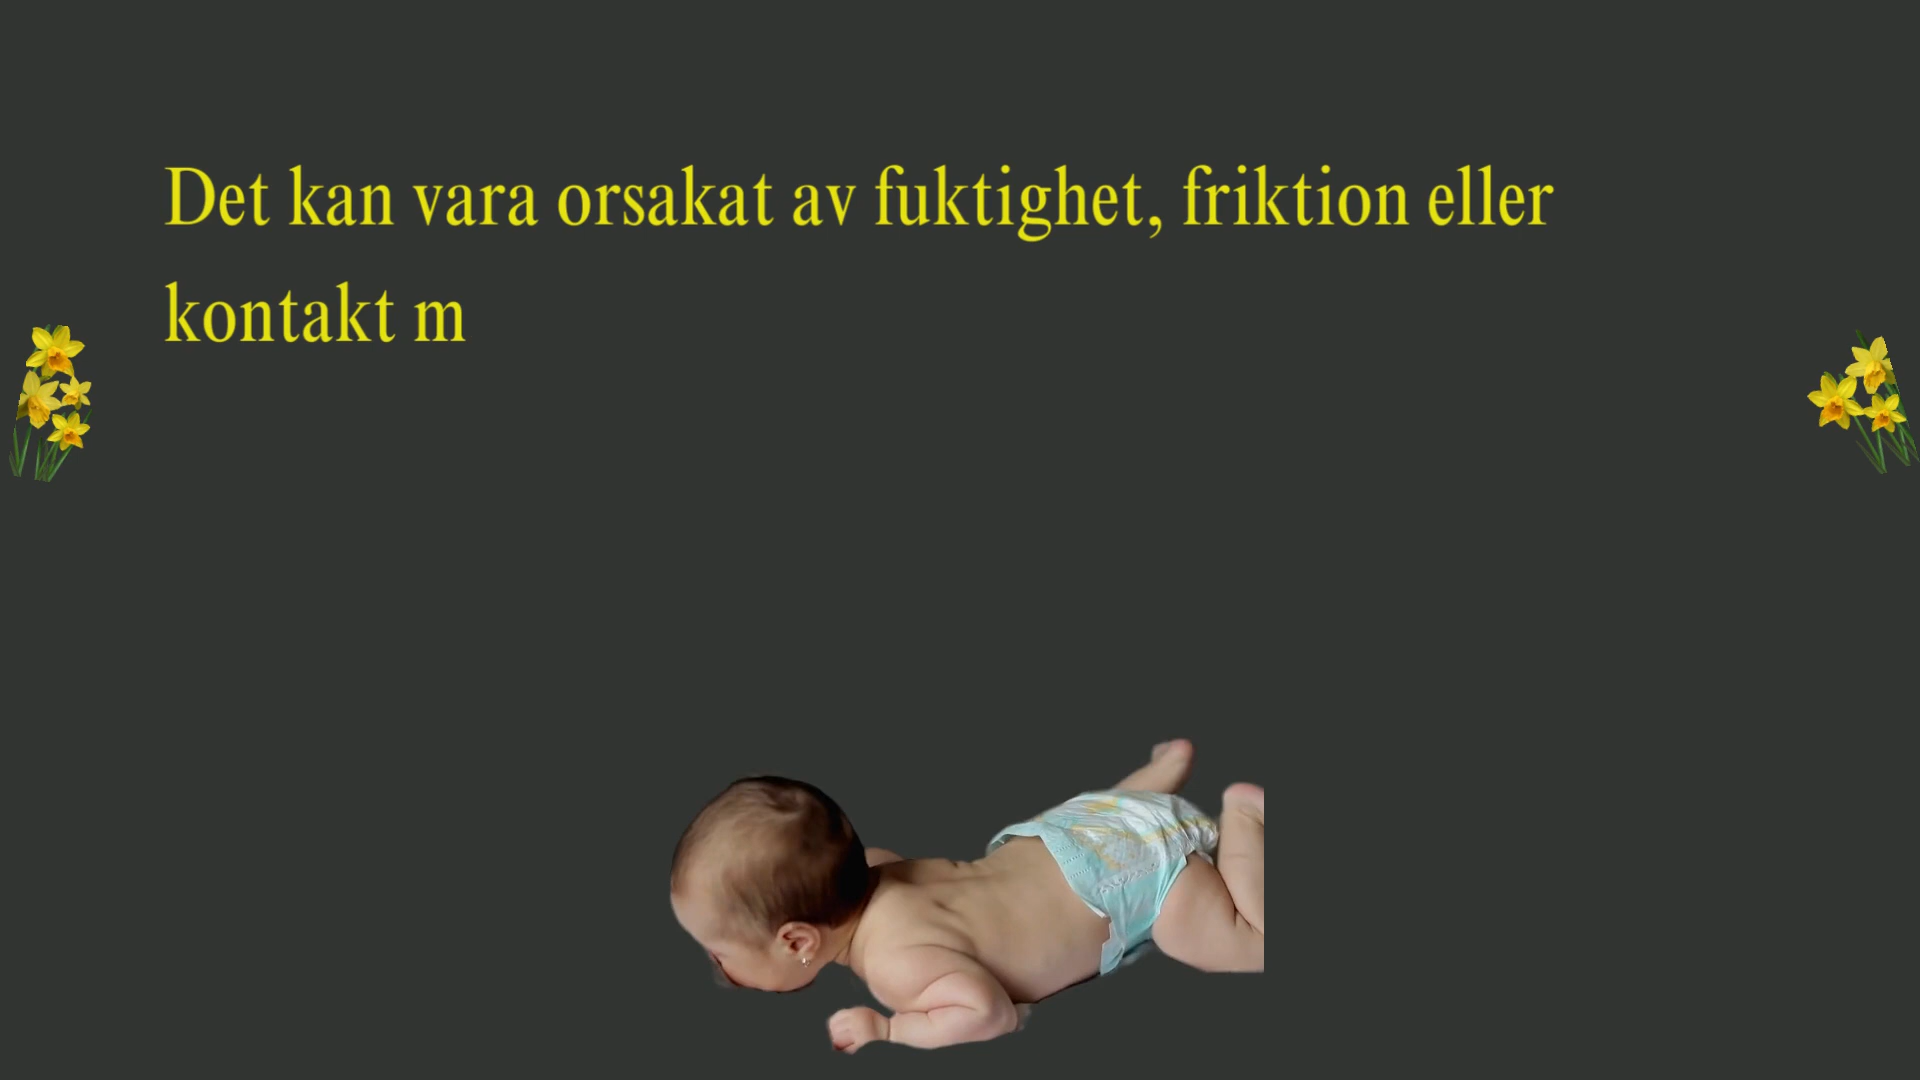 Det kan vara orsakat av fuktighet, friktion eller
kontakt m